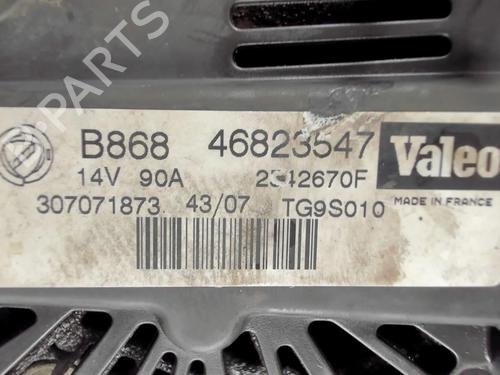 B-PARTS
B868 46823547
14V 90A 2542670F
307071873 43/07 TG9S010
Valeo
MADE IN FRANCE